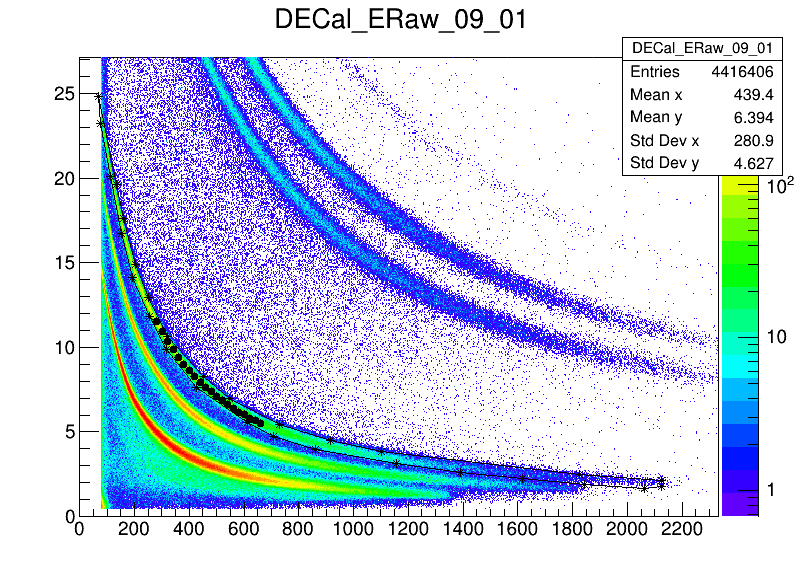 DECal_ERaw_09_01
DECal_ERaw_09_01
Entries 4416406
Mean x 439.4
Mean y 6.394
Std Dev x 280.9
Std Dev y 4.627
25
20
15
10
5
0
0 200 400 600 800 1000 1200 1400 1600 1800 2000 2200
10²
10
1